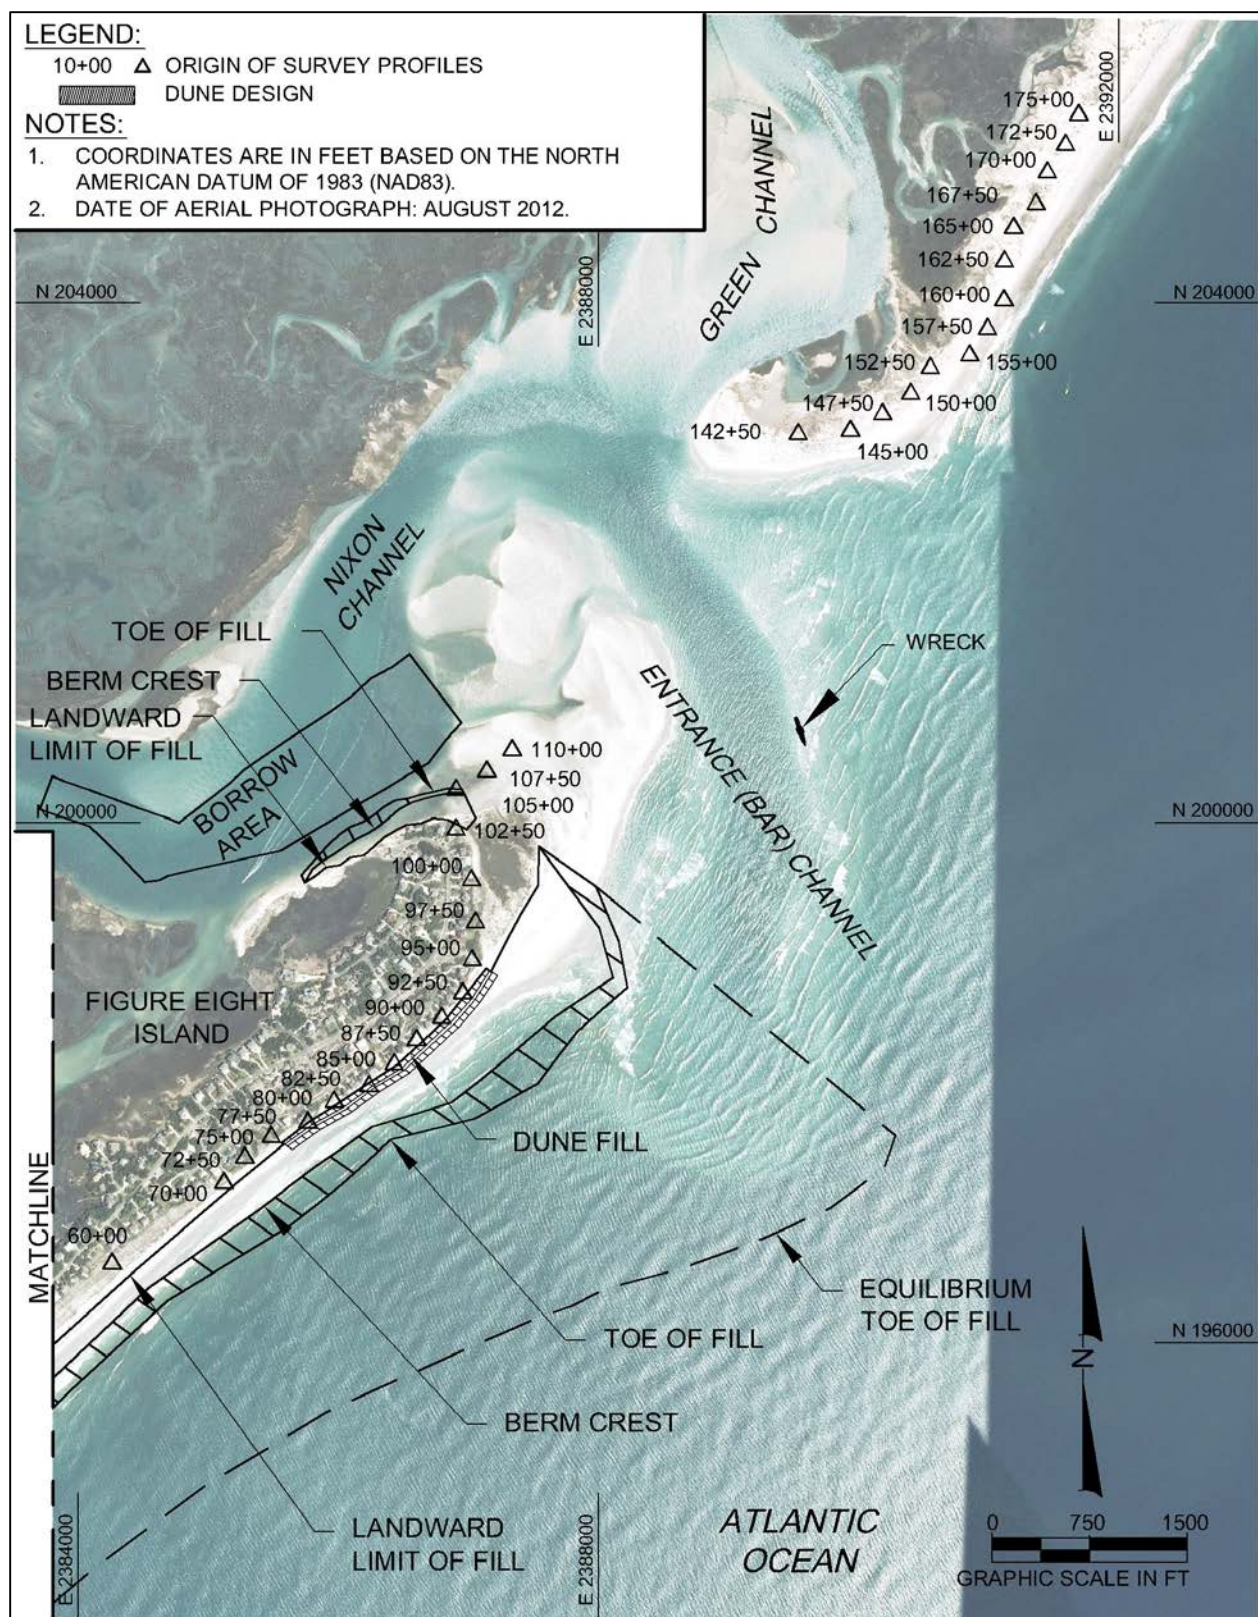 LEGEND:
10+00 △ ORIGIN OF SURVEY PROFILES
DUNE DESIGN
NOTES:
1. COORDINATES ARE IN FEET BASED ON THE NORTH
AMERICAN DATUM OF 1983 (NAD83).
2. DATE OF AERIAL PHOTOGRAPH: AUGUST 2012.
E 2392000
175+00
172+50
170+00
167+50
165+00
162+50
160+00
157+50
155+00
152+50
150+00
147+50
145+00
142+50
GREEN CHANNEL
E 2388000
N 204000
N 204000
NIXON
CHANNEL
TOE OF FILL
BERM CREST
LANDWARD
LIMIT OF FILL
WRECK
ENTRANCE (BAR) CHANNEL
BORROW
AREA
N 200000
N 200000
110+00
107+50
105+00
102+50
100+00
97+50
95+00
92+50
90+00
87+50
85+00
82+50
80+00
77+50
75+00
72+50
70+00
60+00
FIGURE EIGHT
ISLAND
MATCHLINE
DUNE FILL
EQUILIBRIUM
TOE OF FILL
TOE OF FILL
N 196000
BERM CREST
N
LANDWARD
LIMIT OF FILL
E 2384000
E 2388000
ATLANTIC
OCEAN
0 750 1500
GRAPHIC SCALE IN FT